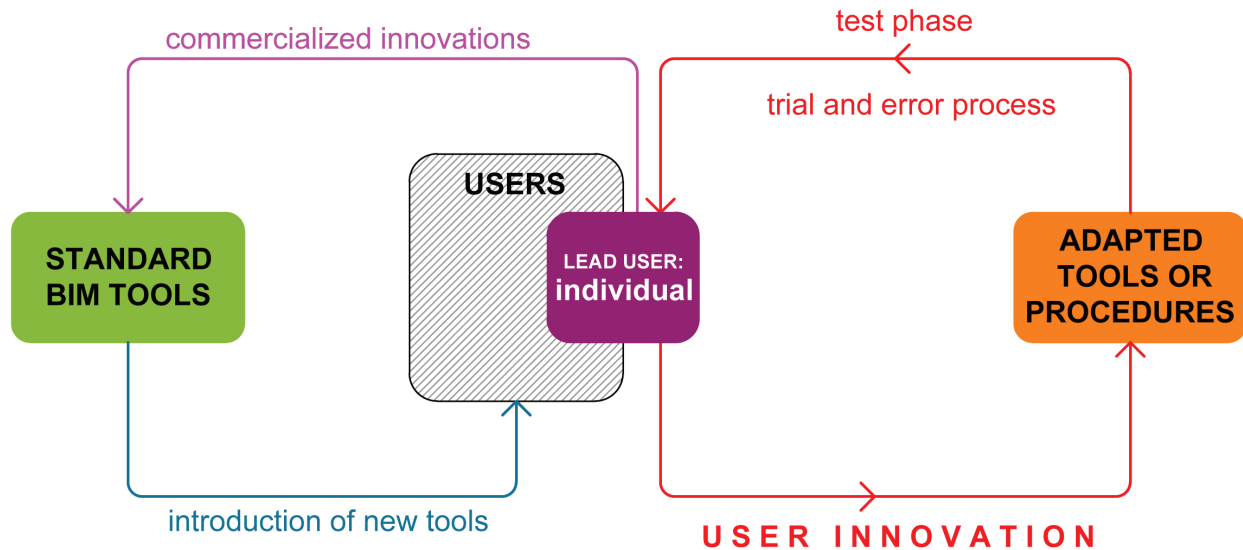 commercialized innovations
test phase
trial and error process
USERS
STANDARD
BIM TOOLS
LEAD USER:
individual
ADAPTED
TOOLS OR
PROCEDURES
introduction of new tools
USER INNOVATION